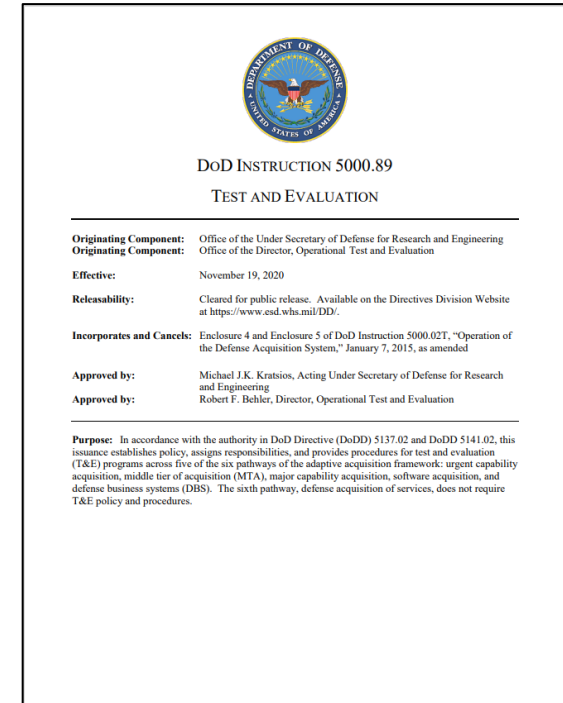 DEPARTMENT OF DEFENSE
UNITED STATES OF AMERICA
DOD INSTRUCTION 5000.89
TEST AND EVALUATION
Originating Component: Office of the Under Secretary of Defense for Research and Engineering
Originating Component: Office of the Director, Operational Test and Evaluation
Effective: November 19, 2020
Releasability: Cleared for public release. Available on the Directives Division Website
at https://www.esd.whs.mil/DD/.
Incorporates and Cancels: Enclosure 4 and Enclosure 5 of DoD Instruction 5000.02T, “Operation of
the Defense Acquisition System,” January 7, 2015, as amended
Approved by: Michael J.K. Kratsios, Acting Under Secretary of Defense for Research
and Engineering
Approved by: Robert F. Behler, Director, Operational Test and Evaluation
Purpose: In accordance with the authority in DoD Directive (DoDD) 5137.02 and DoDD 5141.02, this
issuance establishes policy, assigns responsibilities, and provides procedures for test and evaluation
(T&E) programs across five of the six pathways of the adaptive acquisition framework: urgent capability
acquisition, middle tier of acquisition (MTA), major capability acquisition, software acquisition, and
defense business systems (DBS). The sixth pathway, defense acquisition of services, does not require
T&E policy and procedures.